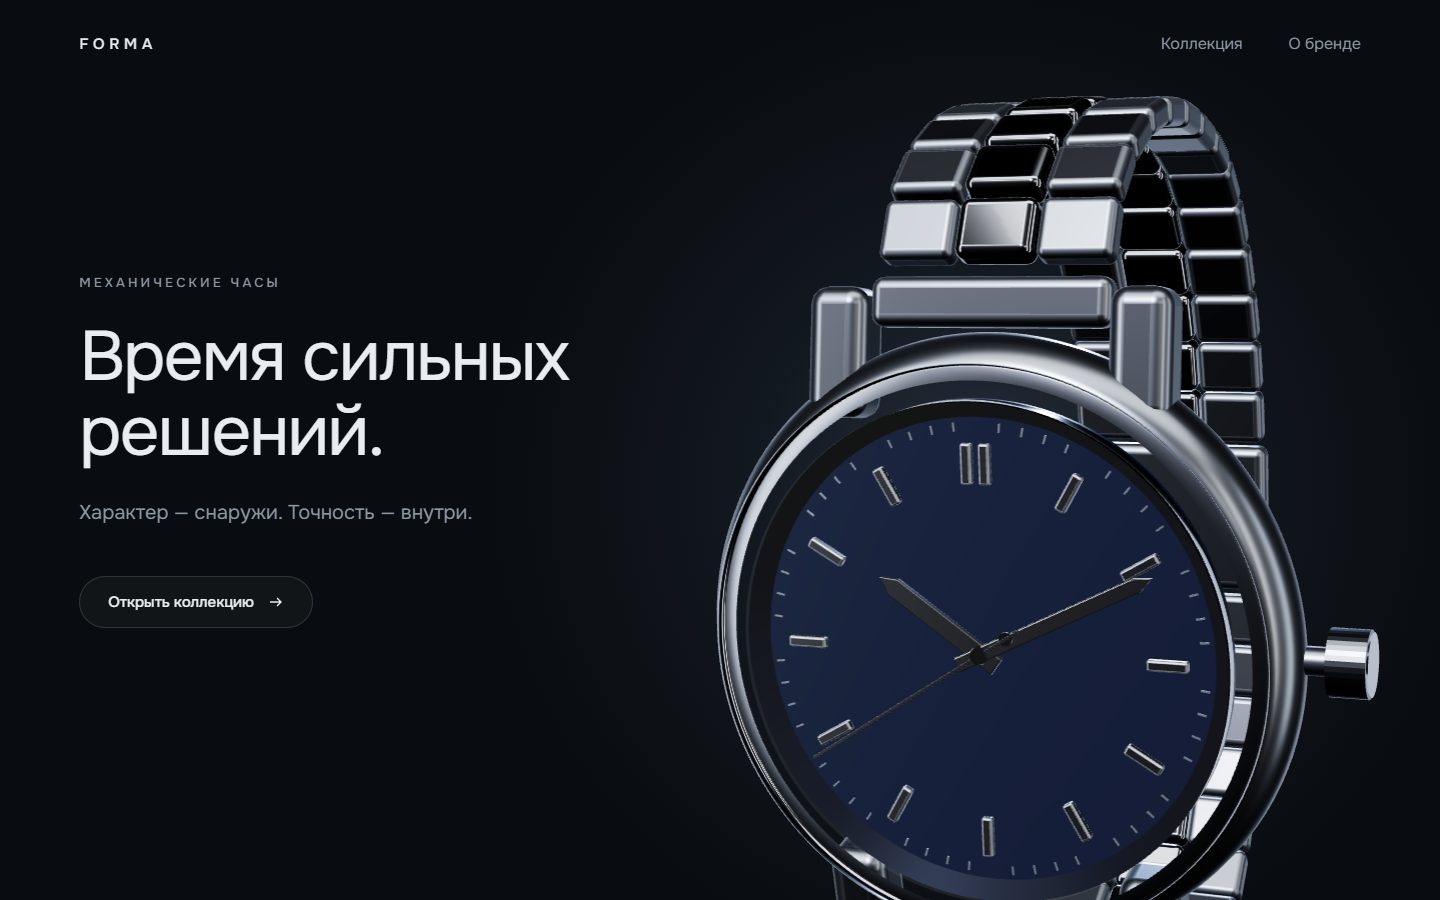 FORMA
Коллекция
О бренде
МЕХАНИЧЕСКИЕ ЧАСЫ
Время сильных
решений.
Характер — снаружи. Точность — внутри.
Открыть коллекцию →